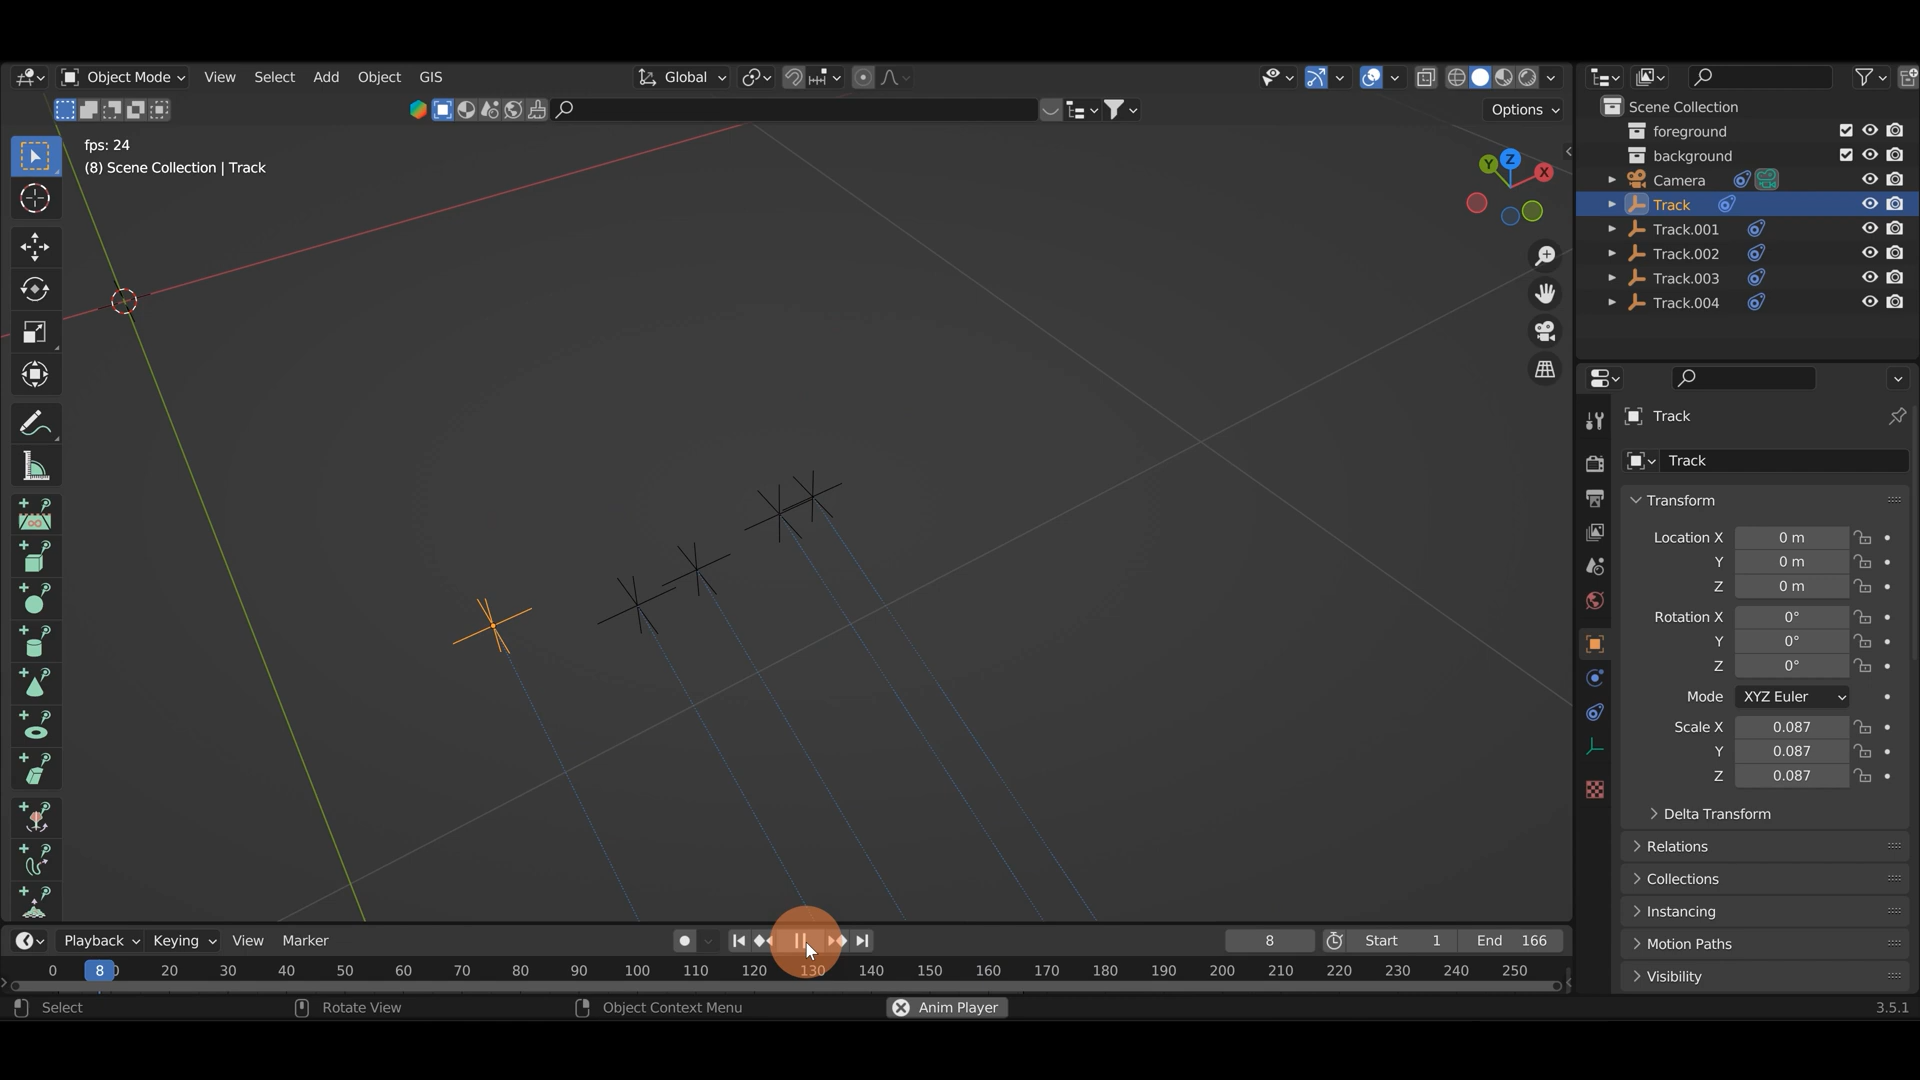 Object Mode View Select Add Object GIS Global
Options
fps: 24
(8) Scene Collection | Track
Y Z X
Scene Collection
foreground
background
Camera
Track
Track.001
Track.002
Track.003
Track.004
Track
Track
Transform
Location X 0 m
Y 0 m
Z 0 m
Rotation X 0°
Y 0°
Z 0°
Mode XYZ Euler
Scale X 0.087
Y 0.087
Z 0.087
Delta Transform
Relations
Collections
Instancing
Motion Paths
Visibility
Playback Keying View Marker 8 Start 1 End 166
0 8 20 30 40 50 60 70 80 90 100 110 120 130 140 150 160 170 180 190 200 210 220 230 240 250
Select Rotate View Object Context Menu Anim Player 3.5.1